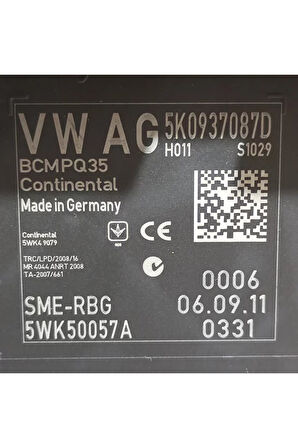 VW AG 5K0937087D
H011 S1029
BCMPQ35
Continental
Made in Germany
Continental
5WK4 9079
TRC/LPD/2008/16
MR 4044 ANRT 2008
TA-2007/661
0006
SME-RBG 06.09.11
5WK50057A 0331